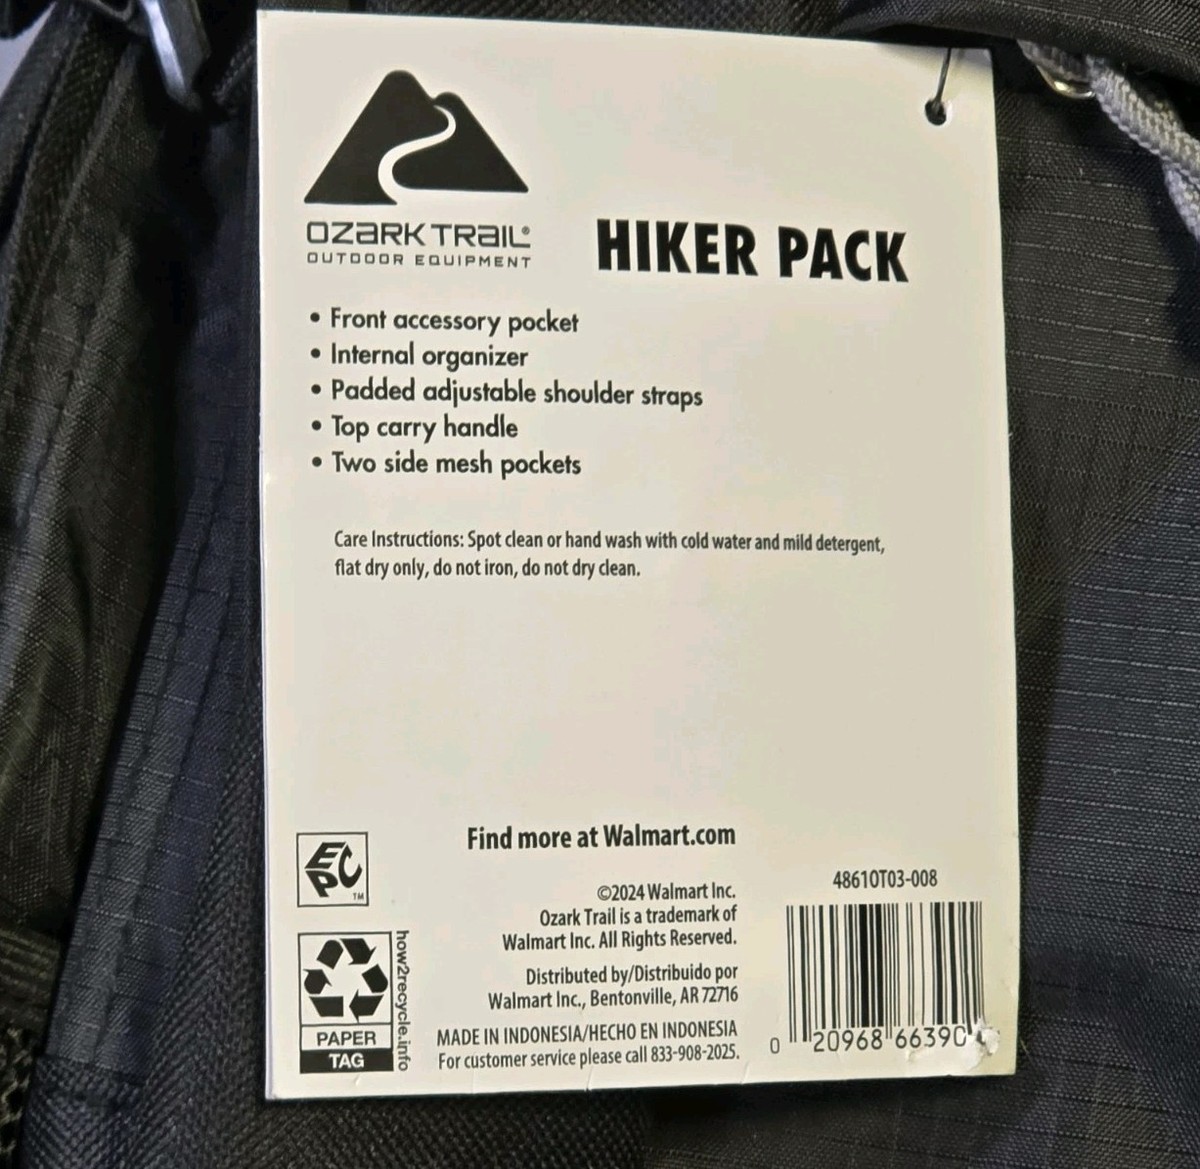 OZARK TRAIL®
OUTDOOR EQUIPMENT
HIKER PACK
• Front accessory pocket
• Internal organizer
• Padded adjustable shoulder straps
• Top carry handle
• Two side mesh pockets
Care Instructions: Spot clean or hand wash with cold water and mild detergent,
flat dry only, do not iron, do not dry clean.
Find more at Walmart.com
©2024 Walmart Inc.
Ozark Trail is a trademark of
Walmart Inc. All Rights Reserved.
Distributed by/Distribuido por
Walmart Inc., Bentonville, AR 72716
MADE IN INDONESIA/HECHO EN INDONESIA
For customer service please call 833-908-2025.
EC
PC
TM
how2recycle.info
PAPER
TAG
48610T03-008
0 20968 66390